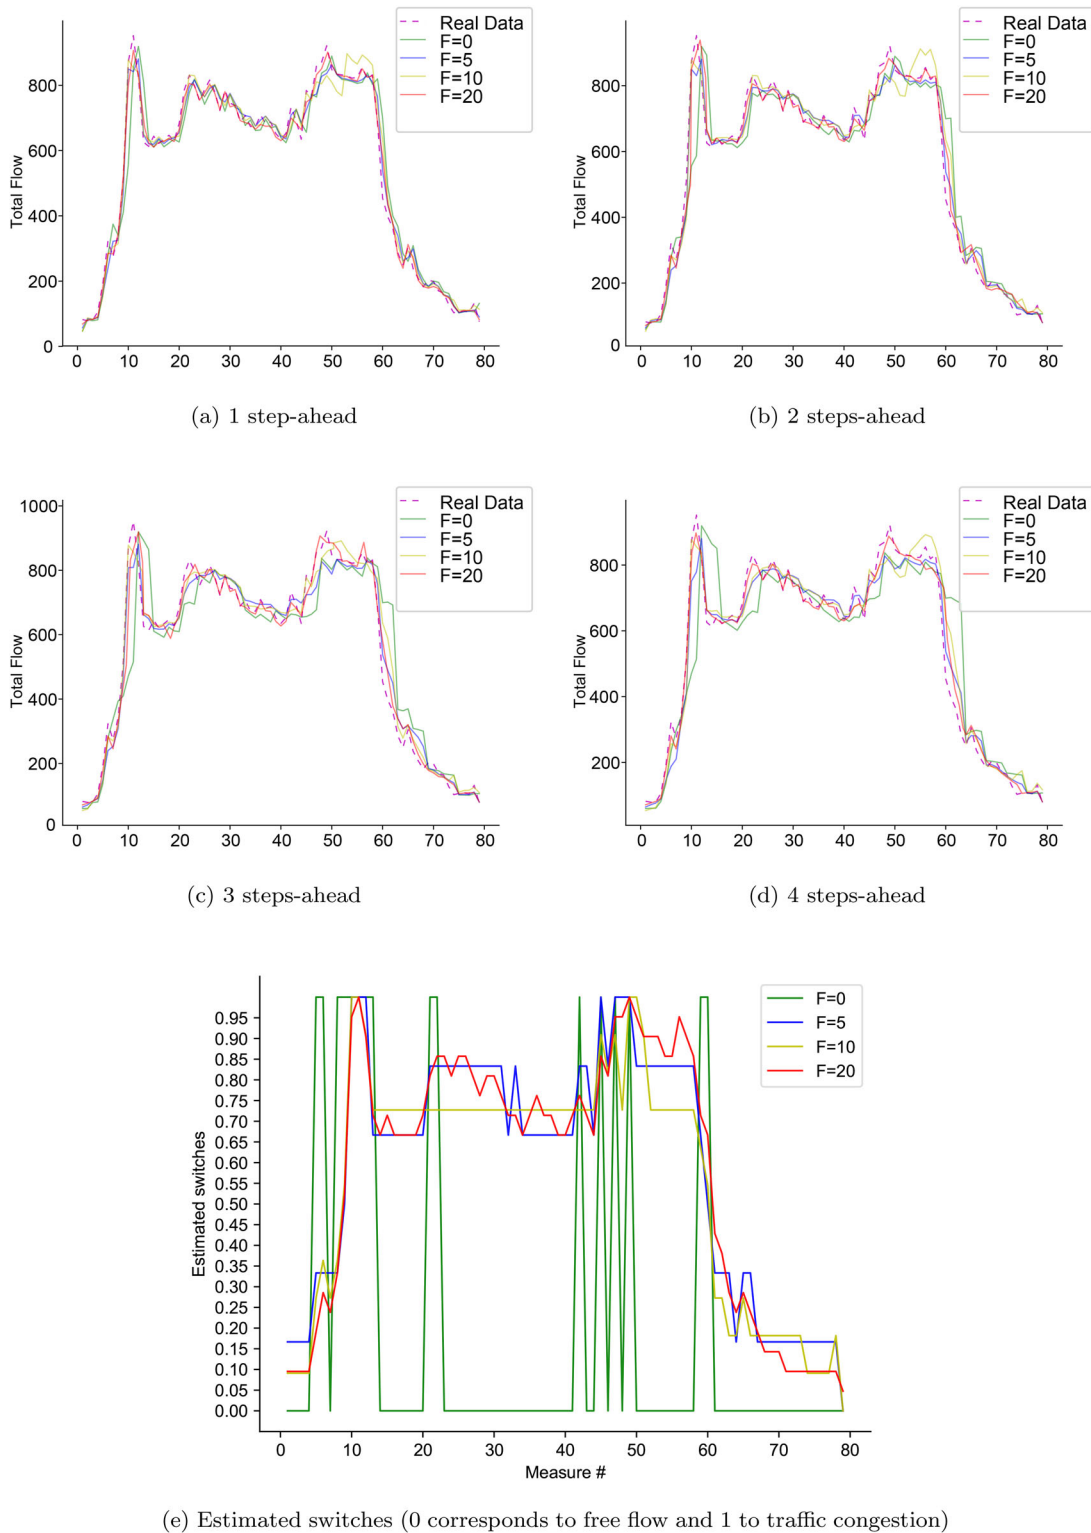 Real Data
F=0
F=5
F=10
F=20
Total Flow
800
600
400
200
0
0 10 20 30 40 50 60 70 80
(a) 1 step-ahead
Real Data
F=0
F=5
F=10
F=20
Total Flow
800
600
400
200
0
0 10 20 30 40 50 60 70 80
(b) 2 steps-ahead
Real Data
F=0
F=5
F=10
F=20
Total Flow
1000
800
600
400
200
0
0 10 20 30 40 50 60 70 80
(c) 3 steps-ahead
Real Data
F=0
F=5
F=10
F=20
Total Flow
800
600
400
200
0 10 20 30 40 50 60 70 80
(d) 4 steps-ahead
F=0
F=5
F=10
F=20
Estimated switches
0.95
0.90
0.85
0.80
0.75
0.70
0.65
0.60
0.55
0.50
0.45
0.40
0.35
0.30
0.25
0.20
0.15
0.10
0.05
0.00
0 10 20 30 40 50 60 70 80
Measure #
(e) Estimated switches (0 corresponds to free flow and 1 to traffic congestion)